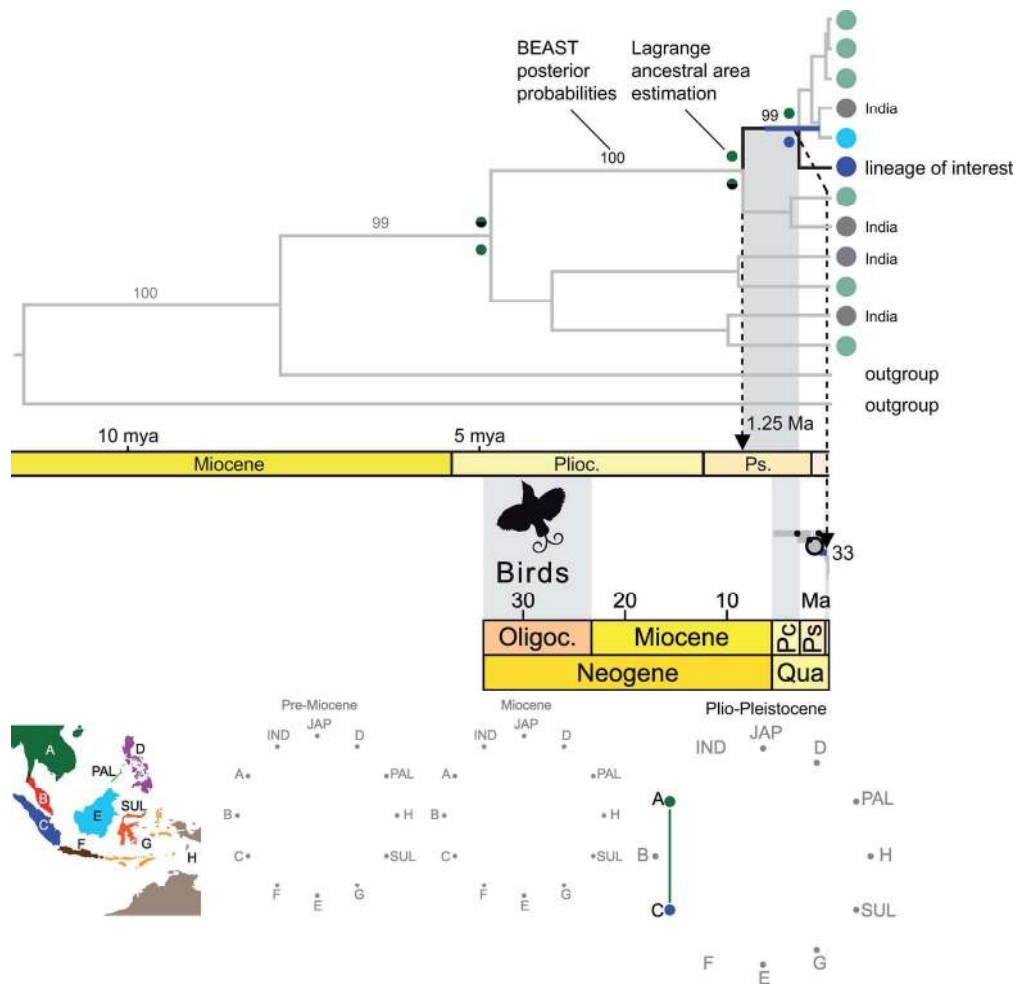 BEAST
posterior
probabilities
Lagrange
ancestral area
estimation
99
India
100
lineage of interest
99
India
India
100
India
outgroup
outgroup
10 mya
5 mya
1.25 Ma
Miocene
Plioc.
Ps.
33
Birds
30
20
10
Ma
Oligoc.
Miocene
Pc
Ps
Neogene
Qua
Pre-Miocene
JAP
IND
D
A
PAL
B
H
C
SUL
F
E
G
Miocene
JAP
IND
D
A
PAL
B
H
C
SUL
F
E
G
Plio-Pleistocene
JAP
IND
D
A
PAL
B
H
C
SUL
F
E
G
A
D
PAL
B
E
SUL
C
F
G
H